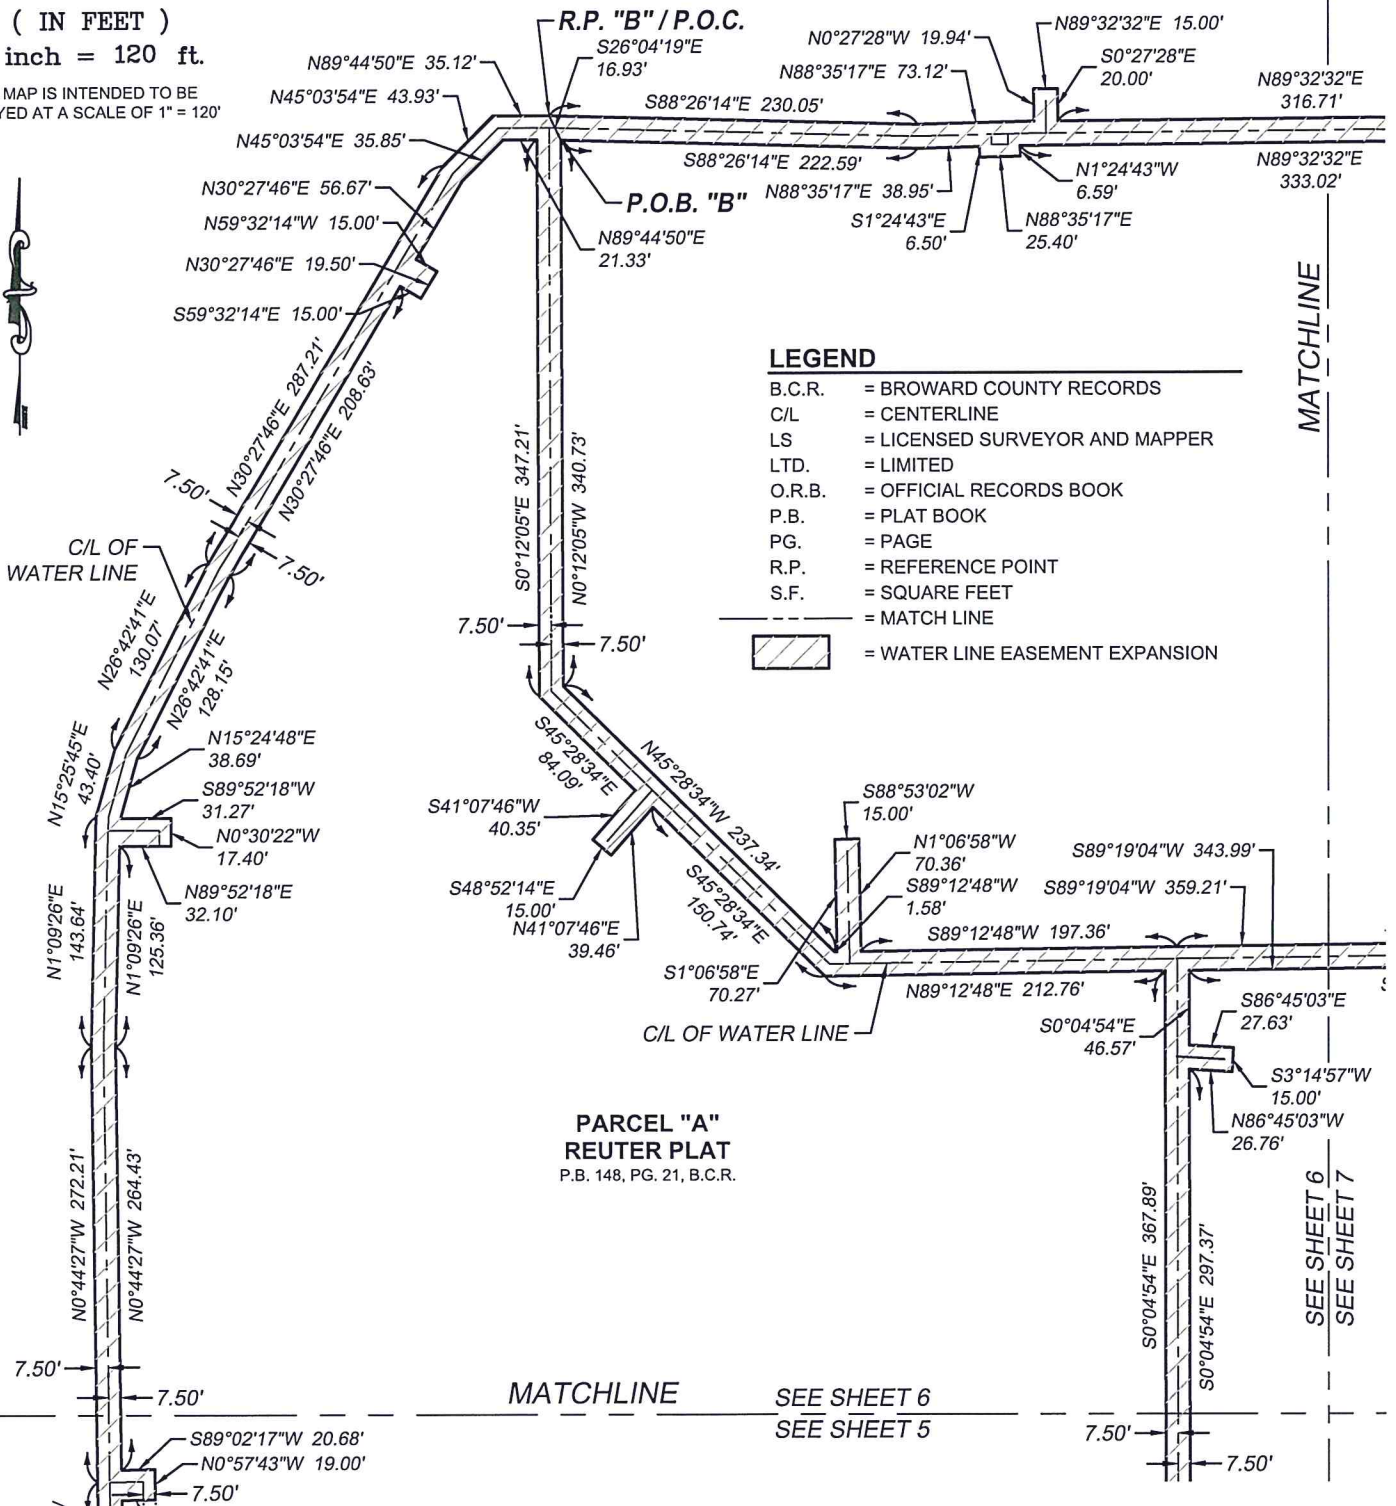 ( IN FEET )
inch = 120 ft.
MAP IS INTENDED TO BE
YED AT A SCALE OF 1" = 120'
R.P. "B" / P.O.C.
S26°04'19"E
16.93'
N89°44'50"E 35.12'
N45°03'54"E 43.93'
N45°03'54"E 35.85'
N30°27'46"E 56.67'
N59°32'14"W 15.00'
N30°27'46"E 19.50'
S59°32'14"E 15.00'
S88°26'14"E 230.05'
S88°26'14"E 222.59'
P.O.B. "B"
N89°44'50"E
21.33'
N0°27'28"W 19.94'
N88°35'17"E 73.12'
N89°32'32"E 15.00'
S0°27'28"E
20.00'
N89°32'32"E
316.71'
N89°32'32"E
333.02'
N88°35'17"E 38.95'
S1°24'43"E
6.50'
N1°24'43"W
6.59'
N88°35'17"E
25.40'
MATCHLINE
LEGEND
B.C.R. = BROWARD COUNTY RECORDS
C/L = CENTERLINE
LS = LICENSED SURVEYOR AND MAPPER
LTD. = LIMITED
O.R.B. = OFFICIAL RECORDS BOOK
P.B. = PLAT BOOK
PG. = PAGE
R.P. = REFERENCE POINT
S.F. = SQUARE FEET
= MATCH LINE
= WATER LINE EASEMENT EXPANSION
N30°27'46"E 287.21'
N30°27'46"E 208.63'
7.50'
7.50'
C/L OF
WATER LINE
S0°12'05"E 347.21'
N0°12'05"W 340.73'
7.50'
7.50'
N26°42'41"E
130.07'
N26°42'41"E
128.15'
N15°25'45"E
43.40'
N15°24'48"E
38.69'
S89°52'18"W
31.27'
N0°30'22"W
17.40'
N89°52'18"E
32.10'
N1°09'26"E
143.64'
N1°09'26"E
125.36'
S45°28'34"E
84.09'
N45°28'34"W 237.34'
S41°07'46"W
40.35'
S48°52'14"E
15.00'
N41°07'46"E
39.46'
S45°28'34"E
150.74'
S88°53'02"W
15.00'
N1°06'58"W
70.36'
S89°12'48"W
1.58'
S1°06'58"E
70.27'
S89°12'48"W 197.36'
N89°12'48"E 212.76'
C/L OF WATER LINE
S89°19'04"W 343.99'
S89°19'04"W 359.21'
S0°04'54"E
46.57'
S86°45'03"E
27.63'
S3°14'57"W
15.00'
N86°45'03"W
26.76'
PARCEL "A"
REUTER PLAT
P.B. 148, PG. 21, B.C.R.
N0°44'27"W 272.21'
N0°44'27"W 264.43'
S0°04'54"E 367.89'
S0°04'54"E 297.37'
SEE SHEET 6
SEE SHEET 7
7.50'
7.50'
MATCHLINE
SEE SHEET 6
SEE SHEET 5
S89°02'17"W 20.68'
N0°57'43"W 19.00'
7.50'
7.50'
7.50'